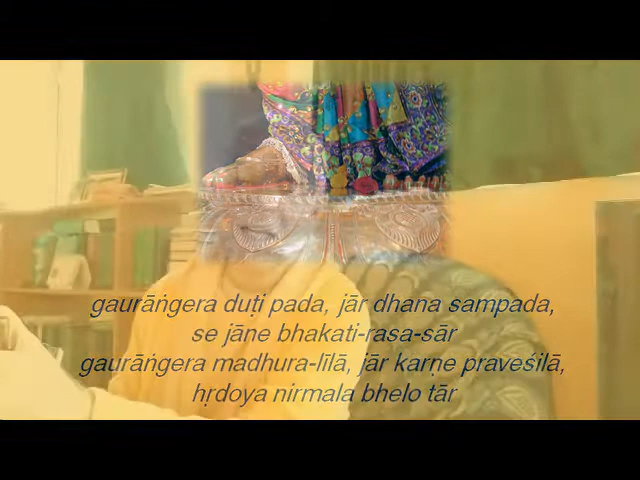 gaurāṅgera duṭi pada, jār dhana sampada,
se jāne bhakati-rasa-sār
gaurāṅgera madhura-līlā, jār karṇe praveśilā,
hṛdoya nirmala bhelo tār